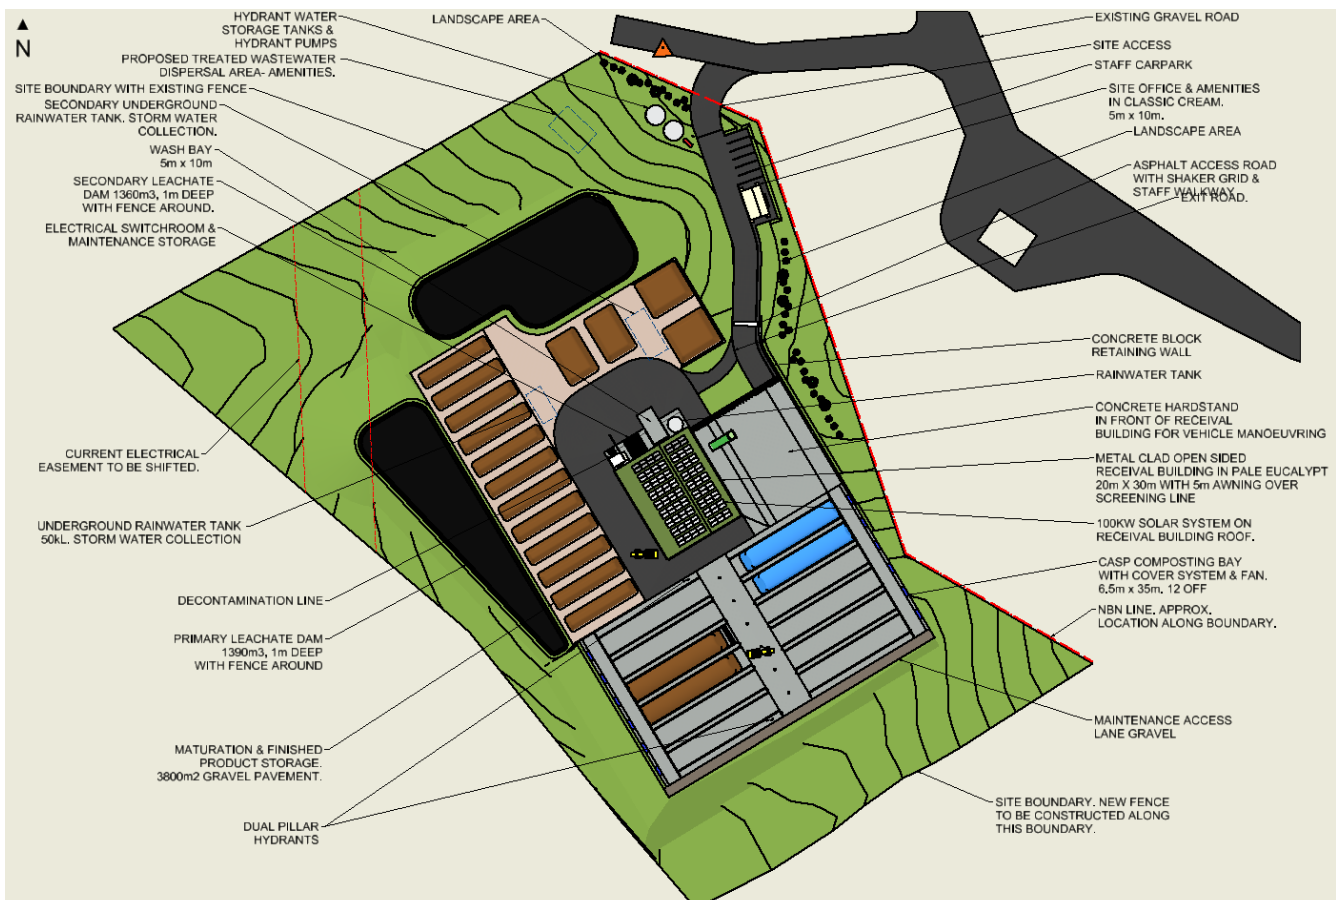 N
HYDRANT WATER
STORAGE TANKS &
HYDRANT PUMPS
PROPOSED TREATED WASTEWATER
DISPERSAL AREA- AMENITIES.
SITE BOUNDARY WITH EXISTING FENCE
SECONDARY UNDERGROUND
RAINWATER TANK. STORM WATER
COLLECTION.
WASH BAY
5m x 10m
SECONDARY LEACHATE
DAM 1360m3, 1m DEEP
WITH FENCE AROUND.
ELECTRICAL SWITCHROOM &
MAINTENANCE STORAGE
CURRENT ELECTRICAL
EASEMENT TO BE SHIFTED.
UNDERGROUND RAINWATER TANK
50kL. STORM WATER COLLECTION
DECONTAMINATION LINE
PRIMARY LEACHATE DAM
1390m3, 1m DEEP
WITH FENCE AROUND
MATURATION & FINISHED
PRODUCT STORAGE.
3800m2 GRAVEL PAVEMENT.
DUAL PILLAR
HYDRANTS
LANDSCAPE AREA
EXISTING GRAVEL ROAD
SITE ACCESS
STAFF CARPARK
SITE OFFICE & AMENITIES
IN CLASSIC CREAM.
5m x 10m.
LANDSCAPE AREA
ASPHALT ACCESS ROAD
WITH SHAKER GRID &
STAFF WALKWAY
EXIT ROAD.
CONCRETE BLOCK
RETAINING WALL
RAINWATER TANK
CONCRETE HARDSTAND
IN FRONT OF RECEIVAL
BUILDING FOR VEHICLE MANOEUVRING
METAL CLAD OPEN SIDED
RECEIVAL BUILDING IN PALE EUCALYPT
20m X 30m WITH 5m AWNING OVER
SCREENING LINE
100KW SOLAR SYSTEM ON
RECEIVAL BUILDING ROOF.
CASP COMPOSTING BAY
WITH COVER SYSTEM & FAN.
6.5m x 35m. 12 OFF
NBN LINE. APPROX.
LOCATION ALONG BOUNDARY.
MAINTENANCE ACCESS
LANE GRAVEL
SITE BOUNDARY. NEW FENCE
TO BE CONSTRUCTED ALONG
THIS BOUNDARY.